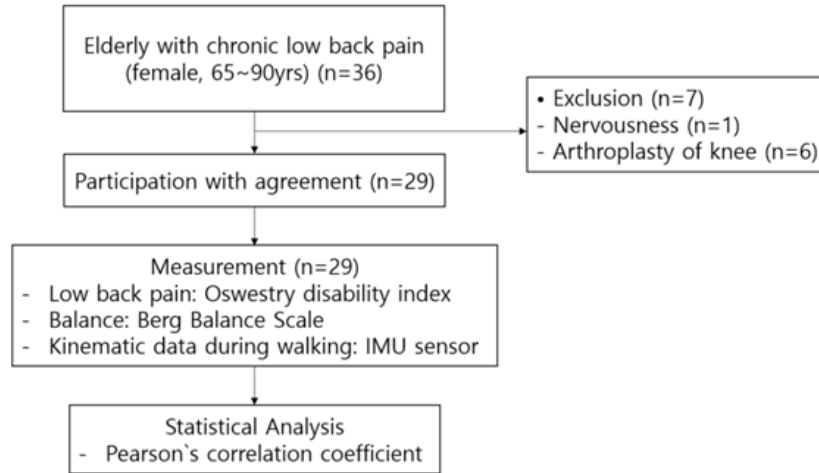 Elderly with chronic low back pain
(female, 65~90yrs) (n=36)
• Exclusion (n=7)
- Nervousness (n=1)
- Arthroplasty of knee (n=6)
Participation with agreement (n=29)
Measurement (n=29)
- Low back pain: Oswestry disability index
- Balance: Berg Balance Scale
- Kinematic data during walking: IMU sensor
Statistical Analysis
- Pearson`s correlation coefficient